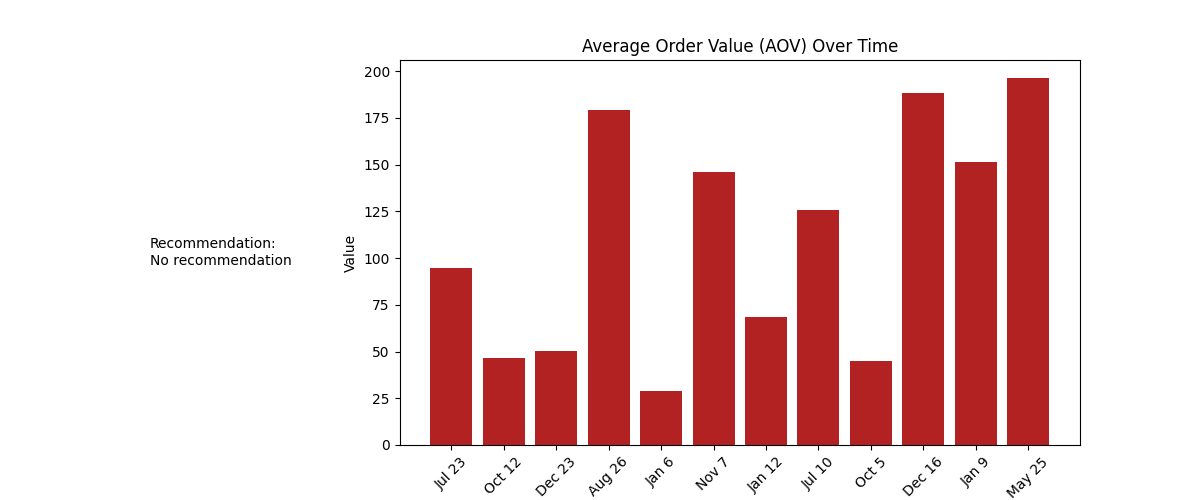 Average Order Value (AOV) Over Time
Recommendation:
No recommendation
Value
200
175
150
125
100
75
50
25
0
Jul 23
Oct 12
Dec 23
Aug 26
Jan 6
Nov 7
Jan 12
Jul 10
Oct 5
Dec 16
Jan 9
May 25